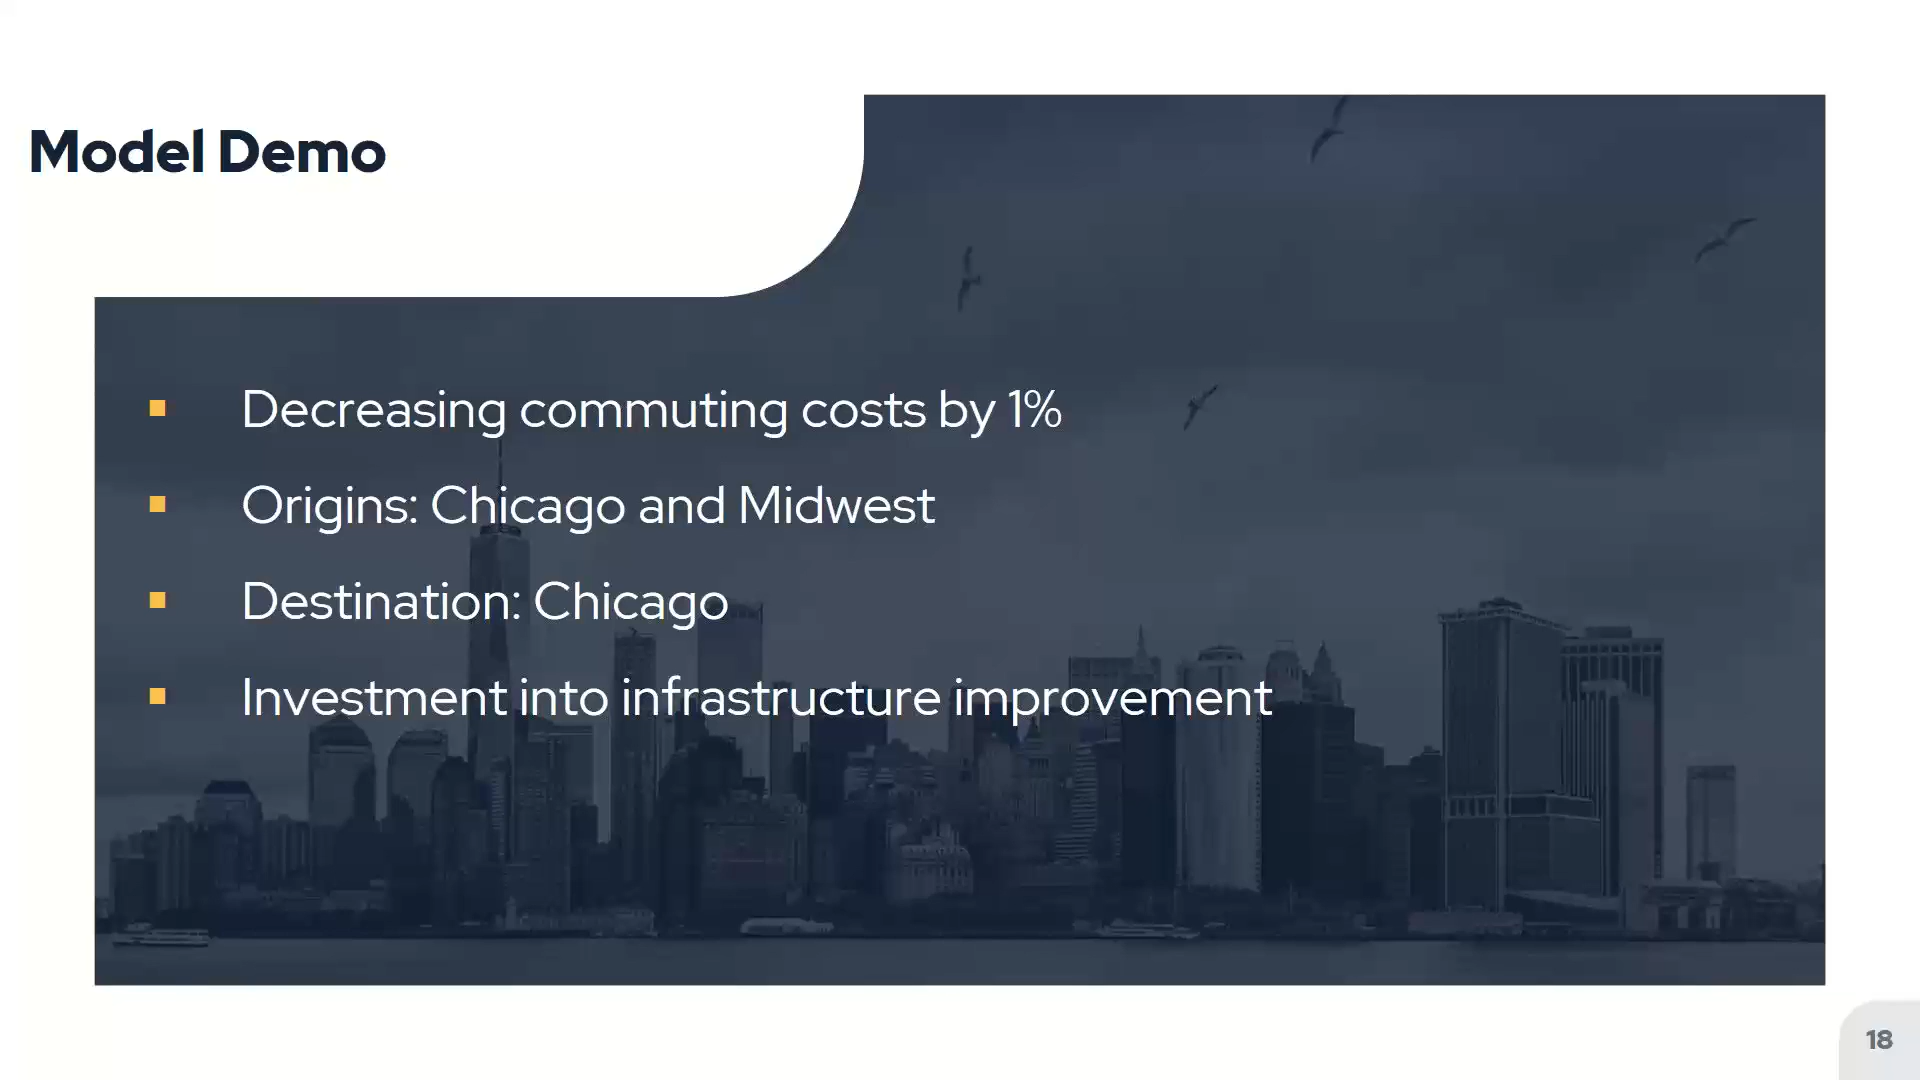 Model Demo
Decreasing commuting costs by 1%
Origins: Chicago and Midwest
Destination: Chicago
Investment into infrastructure improvement
18